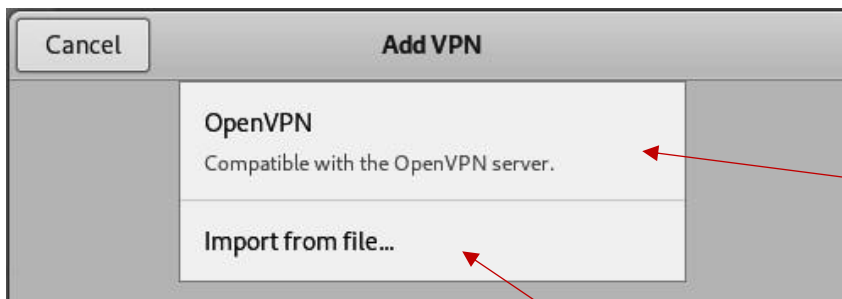 Cancel
Add VPN
OpenVPN
Compatible with the OpenVPN server.
Import from file...